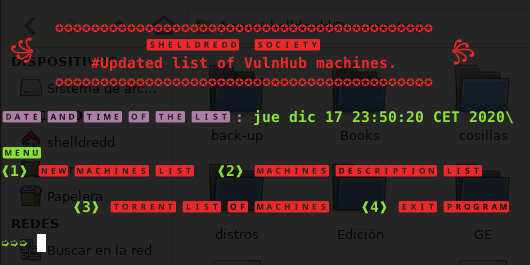 SHELLDREDD SOCIETY
#Updated list of VulnHub machines.
DISPOSIT
Sistema de arc...
DATE AND TIME OF THE LIST: jue dic 17 23:50:20 CET 2020\
shelldredd
back-up Books cosillas
MENU
(1) NEW MACHINES LIST (2) MACHINES DESCRIPTION LIST
Papelera
(3) TORRENT LIST OF MACHINES (4) EXIT PROGRAM
REDES
distros Edición GE
Buscar en la red